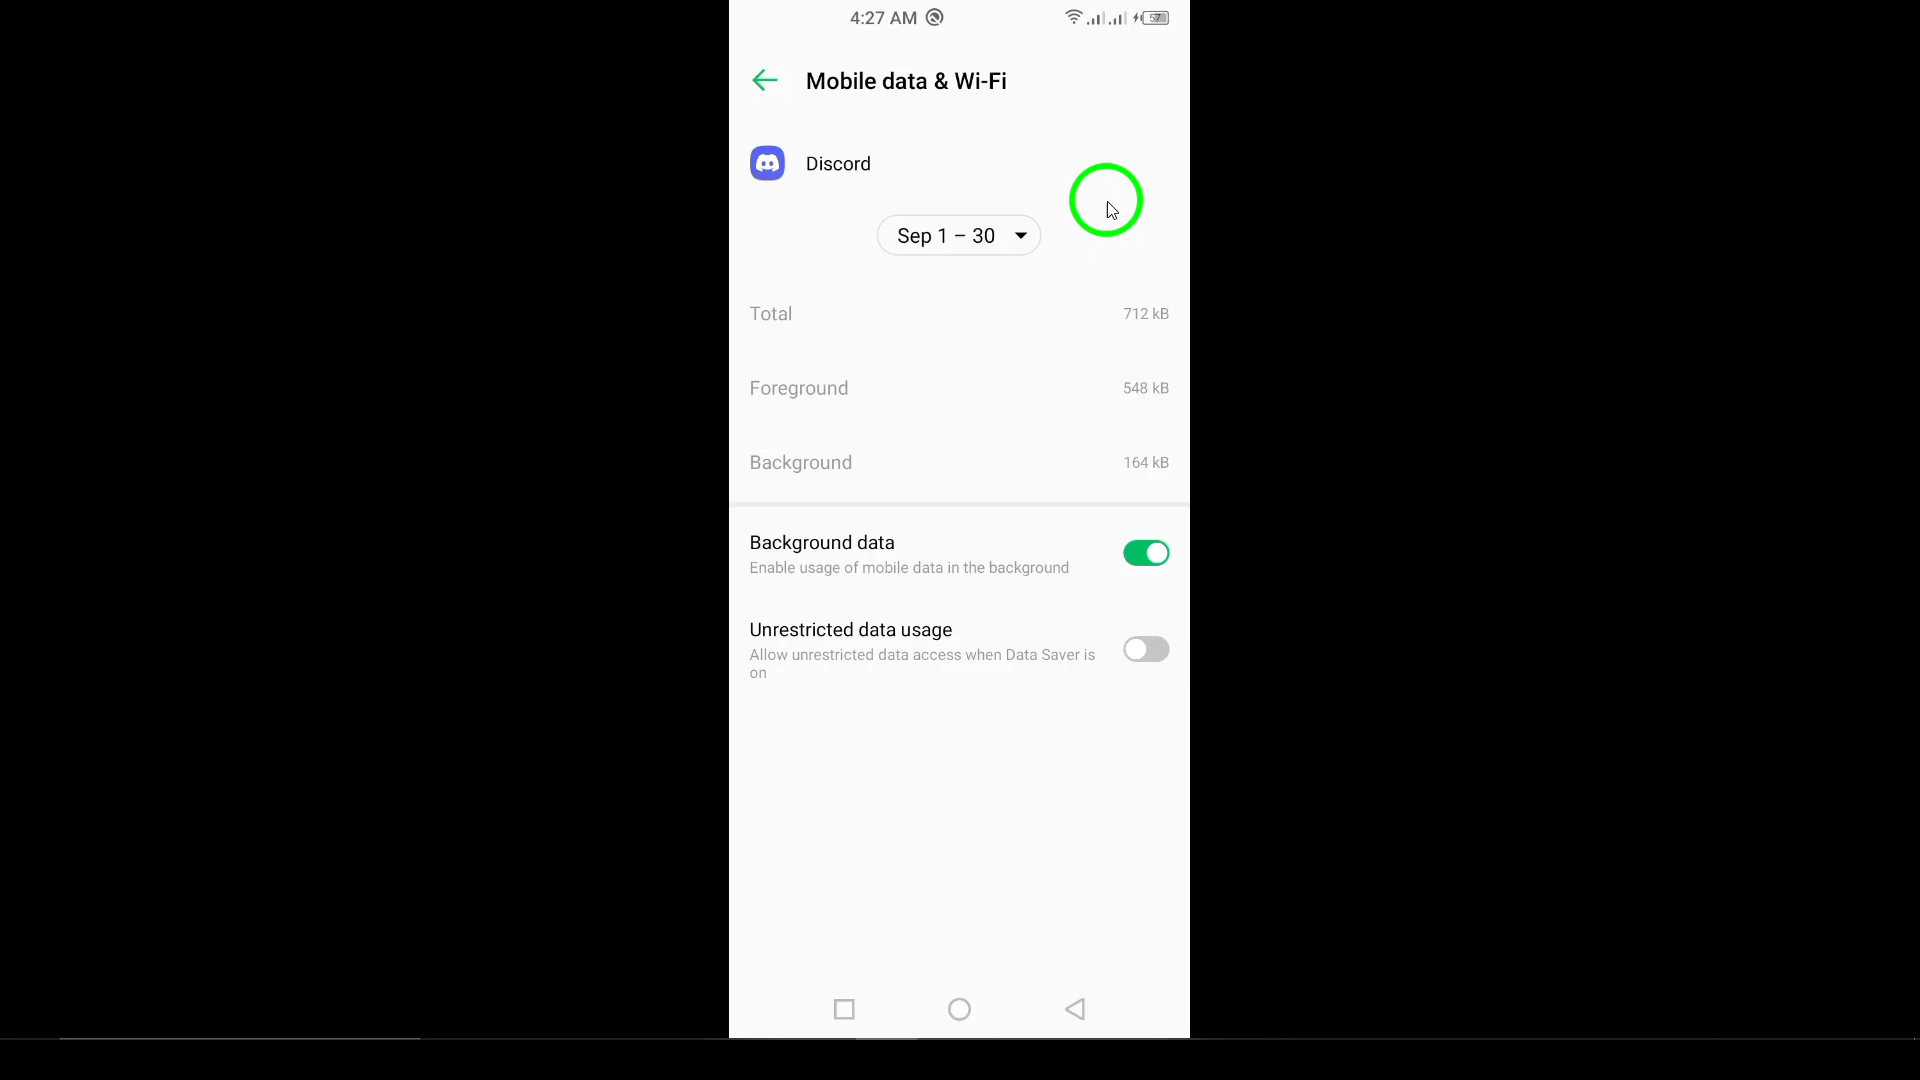 4:27 AM
57
Mobile data & Wi-Fi
Discord
Sep 1 – 30
Total 712 kB
Foreground 548 kB
Background 164 kB
Background data
Enable usage of mobile data in the background
Unrestricted data usage
Allow unrestricted data access when Data Saver is
on